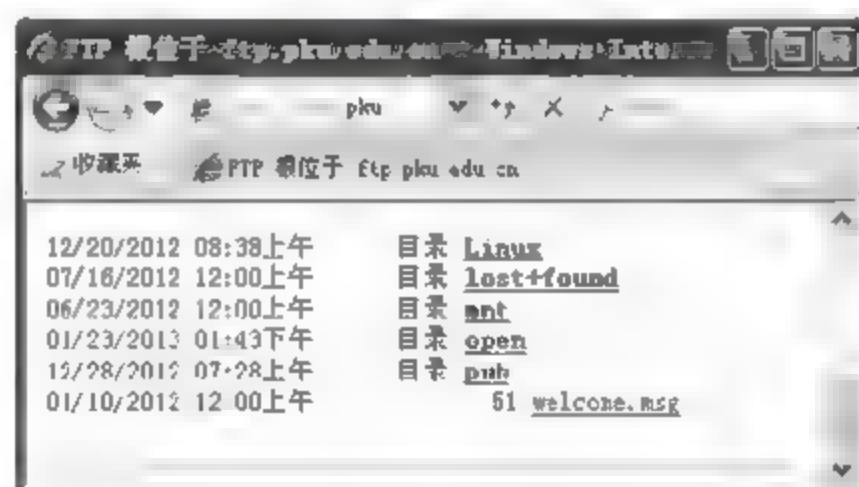 FTP 根位于 ftp.pku.edu.cn - Windows
pku
收藏夹 FTP 根位于 ftp pku edu cn
12/20/2012 08:38上午 目录 Linux
07/16/2012 12:00上午 目录 lost+found
06/23/2012 12:00上午 目录 mnt
01/23/2013 01:43下午 目录 open
12/28/2012 07:28上午 目录 pub
01/10/2012 12:00上午 51 welcome.msg